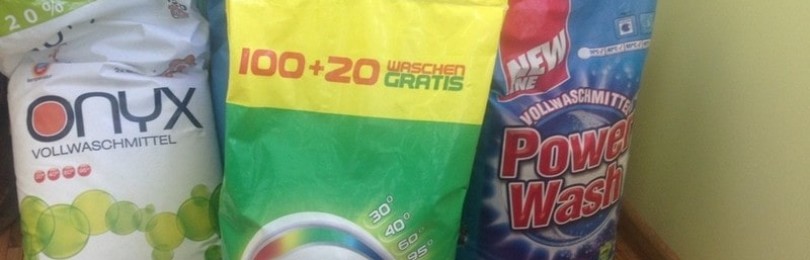 20%
ONYX
VOLLWASCHMITTEL
100+20 WASCHEN
GRATIS
30°
40°
60°
95°
NEW
VOLLWASCHMITTEL
Power
Wash